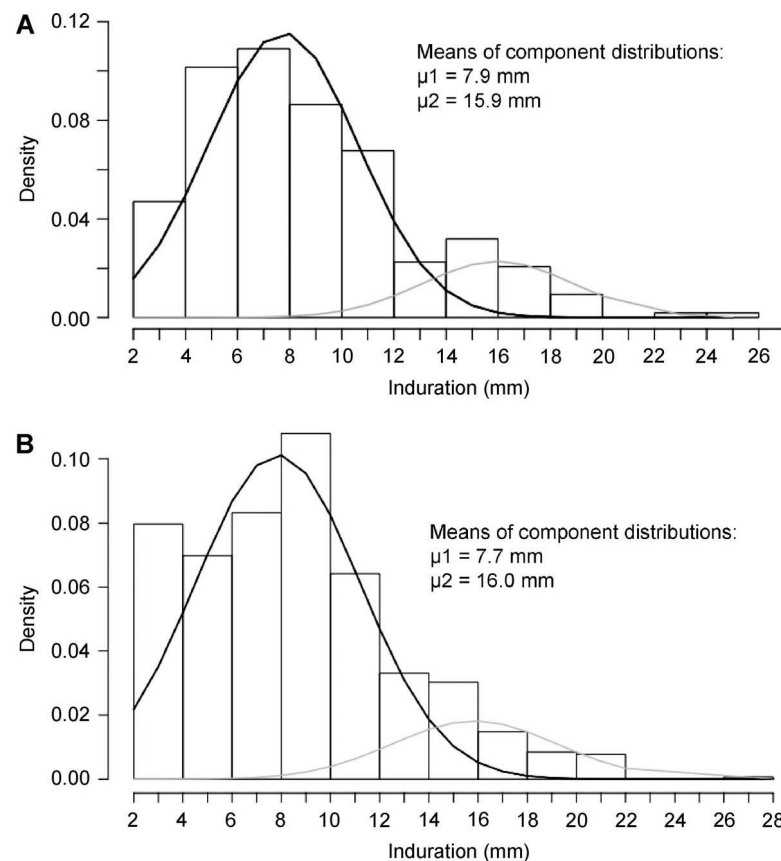 A
0.12
Means of component distributions:
µ1 = 7.9 mm
µ2 = 15.9 mm
0.08
Density
0.04
0.00
2 4 6 8 10 12 14 16 18 20 22 24 26
Induration (mm)
B
0.10
0.08
Means of component distributions:
µ1 = 7.7 mm
µ2 = 16.0 mm
0.06
Density
0.04
0.02
0.00
2 4 6 8 10 12 14 16 18 20 22 24 26 28
Induration (mm)